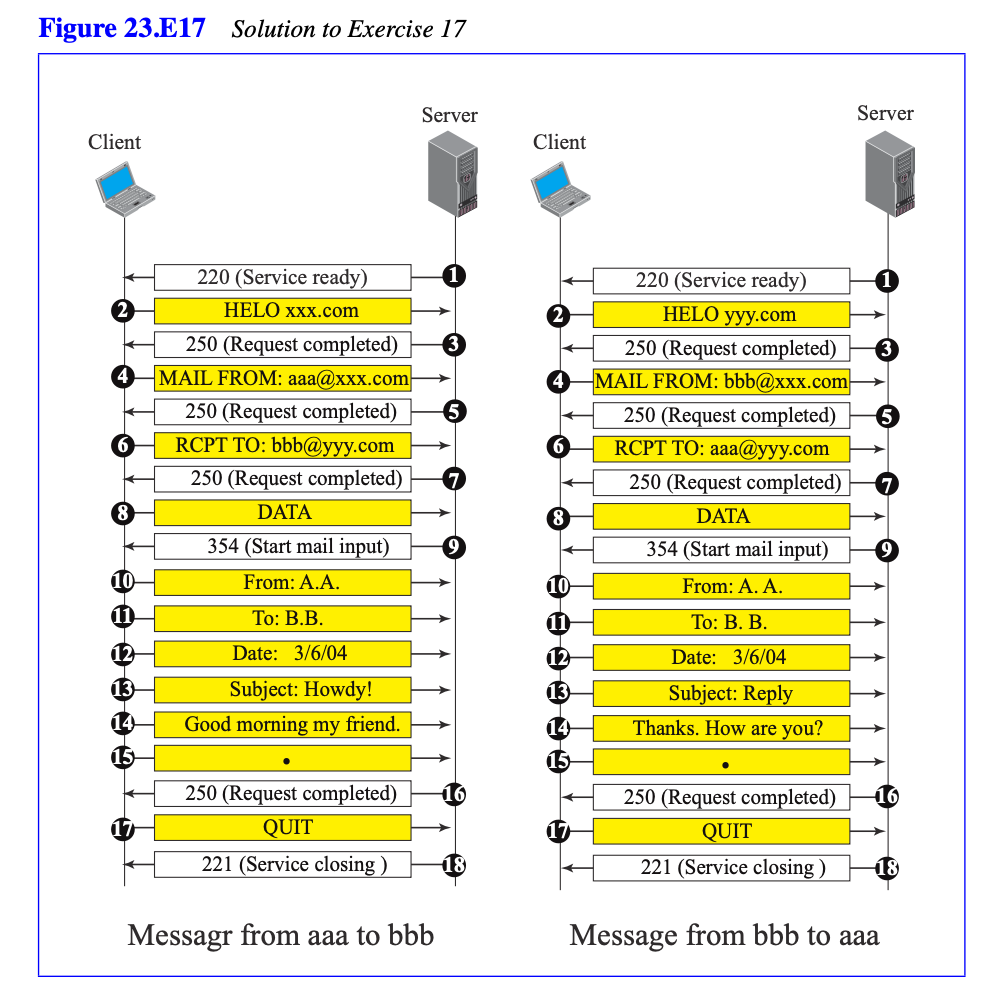 Figure 23.E17 Solution to Exercise 17
Client
Server
220 (Service ready) 1
2 HELO xxx.com
250 (Request completed) 3
4 MAIL FROM: aaa@xxx.com
250 (Request completed) 5
6 RCPT TO: bbb@yyy.com
250 (Request completed) 7
8 DATA
354 (Start mail input) 9
10 From: A.A.
11 To: B.B.
12 Date: 3/6/04
13 Subject: Howdy!
14 Good morning my friend.
15 .
250 (Request completed) 16
17 QUIT
221 (Service closing ) 18
Messagr from aaa to bbb
Client
Server
220 (Service ready) 1
2 HELO yyy.com
250 (Request completed) 3
4 MAIL FROM: bbb@xxx.com
250 (Request completed) 5
6 RCPT TO: aaa@yyy.com
250 (Request completed) 7
8 DATA
354 (Start mail input) 9
10 From: A. A.
11 To: B. B.
12 Date: 3/6/04
13 Subject: Reply
14 Thanks. How are you?
15 .
250 (Request completed) 16
17 QUIT
221 (Service closing ) 18
Message from bbb to aaa